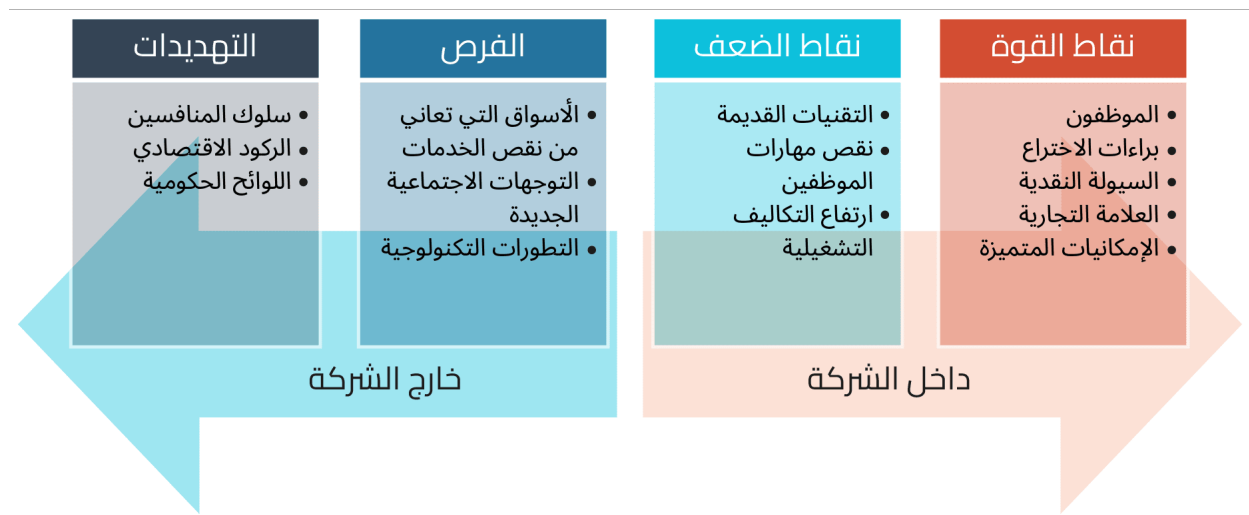 نقاط القوة
الموظفون
براءات الاختراع
السيولة النقدية
العلامة التجارية
الإمكانيات المتميزة
نقاط الضعف
التقنيات القديمة
نقص مهارات
الموظفين
ارتفاع التكاليف
التشغيلية
داخل الشركة
الفرص
الأسواق التي تعاني
من نقص الخدمات
التوجهات الاجتماعية
الجديدة
التطورات التكنولوجية
التهديدات
سلوك المنافسين
الركود الاقتصادي
اللوائح الحكومية
خارج الشركة